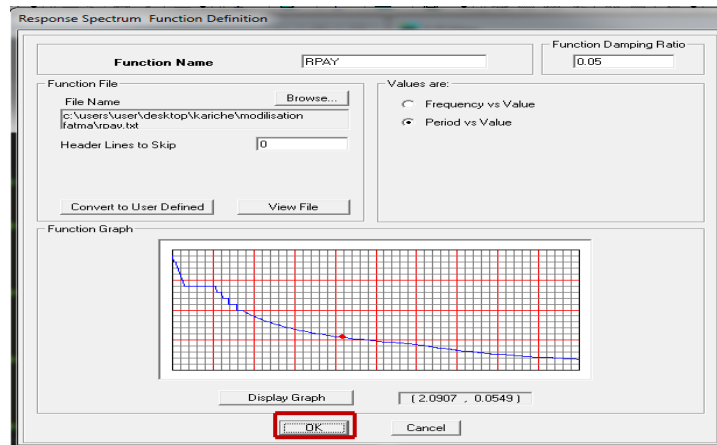 Response Spectrum Function Definition
Function Damping Ratio
Function Name
RPAY
0.05
Function File
Values are:
File Name
Browse...
Frequency vs Value
c:\users\user\desktop\kariche\modilisation
fatma\rpay.txt
Period vs Value
Header Lines to Skip
0
Convert to User Defined
View File
Function Graph
Display Graph
( 2.0907 , 0.0549 )
OK
Cancel